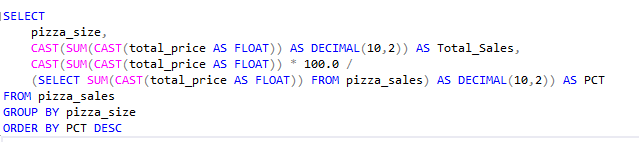 SELECT
    pizza_size,
    CAST(SUM(CAST(total_price AS FLOAT)) AS DECIMAL(10,2)) AS Total_Sales,
    CAST(SUM(CAST(total_price AS FLOAT)) * 100.0 /
    (SELECT SUM(CAST(total_price AS FLOAT)) FROM pizza_sales) AS DECIMAL(10,2)) AS PCT
FROM pizza_sales
GROUP BY pizza_size
ORDER BY PCT DESC